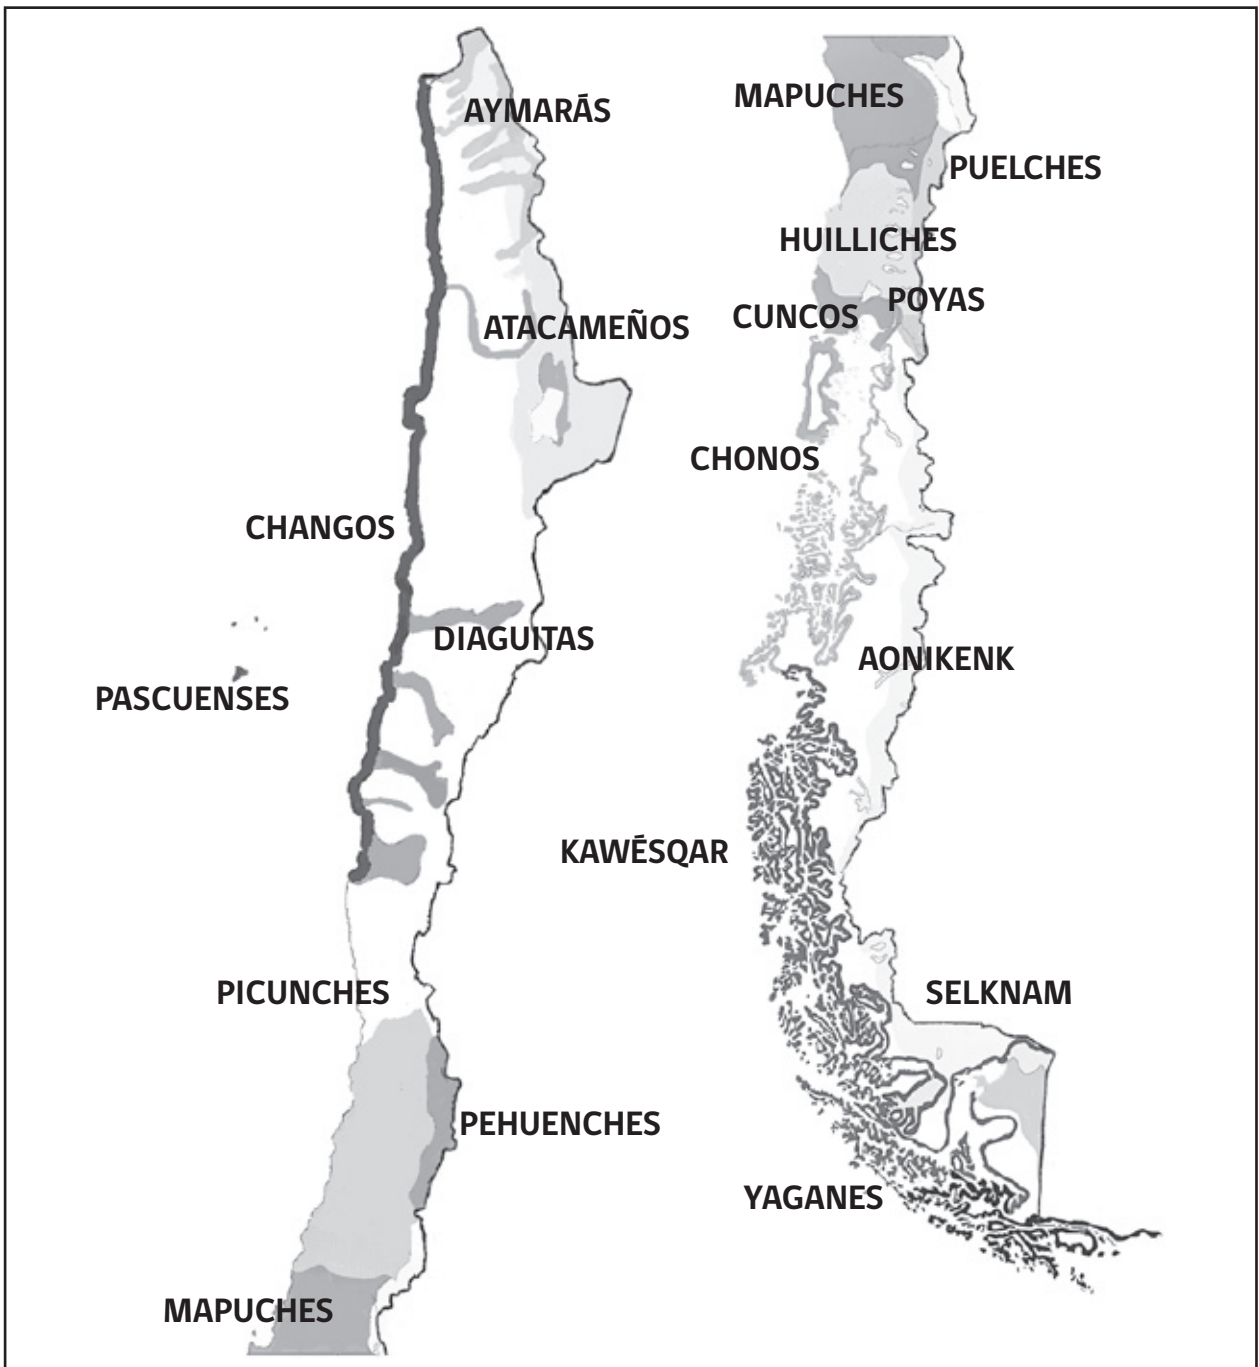 AYMARÁS
ATACAMEÑOS
CHANGOS
DIAGUITAS
PASCUENSES
PICUNCHES
PEHUENCHES
MAPUCHES
MAPUCHES
PUELCHES
HUILLICHES
POYAS
CUNCOS
CHONOS
AONIKENK
KAWÉSQAR
SELKNAM
YAGANES